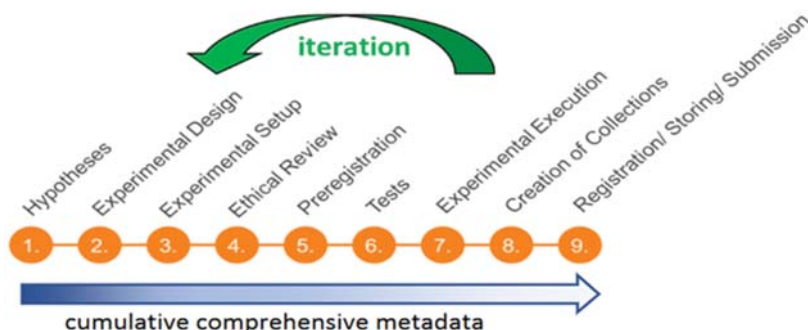 iteration
Hypotheses
Experimental Design
Experimental Setup
Ethical Review
Preregistration
Tests
Experimental Execution
Creation of Collections
Registration/ Storing/ Submission
1.
2.
3.
4.
5.
6.
7.
8.
9.
cumulative comprehensive metadata